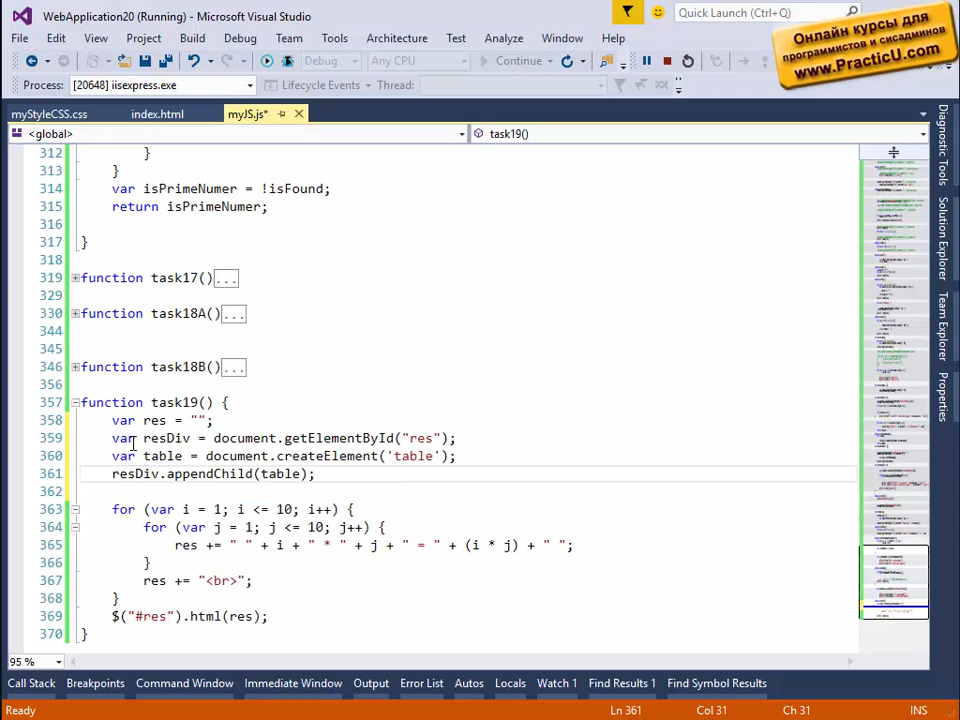 WebApplication20 (Running) - Microsoft Visual Studio
Quick Launch (Ctrl+Q)
File Edit View Project Build Debug Team Tools Architecture Test Analyze Window Help
Debug Any CPU Continue
Process: [20648] iisexpress.exe Lifecycle Events Thread:
Онлайн курсы для
программистов и сисадминов
www.PracticU.com
myStyleCSS.css index.html myJS.js*
<global> task19()
312 }
313 }
314 var isPrimeNumer = !isFound;
315 return isPrimeNumer;
316
317 }
318
319 function task17() ...
329
330 function task18A() ...
344
345
346 function task18B() ...
356
357 function task19() {
358 var res = "";
359 var resDiv = document.getElementById("res");
360 var table = document.createElement('table');
361 resDiv.appendChild(table);
362
363 for (var i = 1; i <= 10; i++) {
364 for (var j = 1; j <= 10; j++) {
365 res += " " + i + " * " + j + " = " + (i * j) + " ";
366 }
367 res += "<br>";
368 }
369 $("#res").html(res);
370 }
Diagnostic Tools
Solution Explorer
Team Explorer
Properties
95 %
Call Stack Breakpoints Command Window Immediate Window Output Error List Autos Locals Watch 1 Find Results 1 Find Symbol Results
Ready Ln 361 Col 31 Ch 31 INS